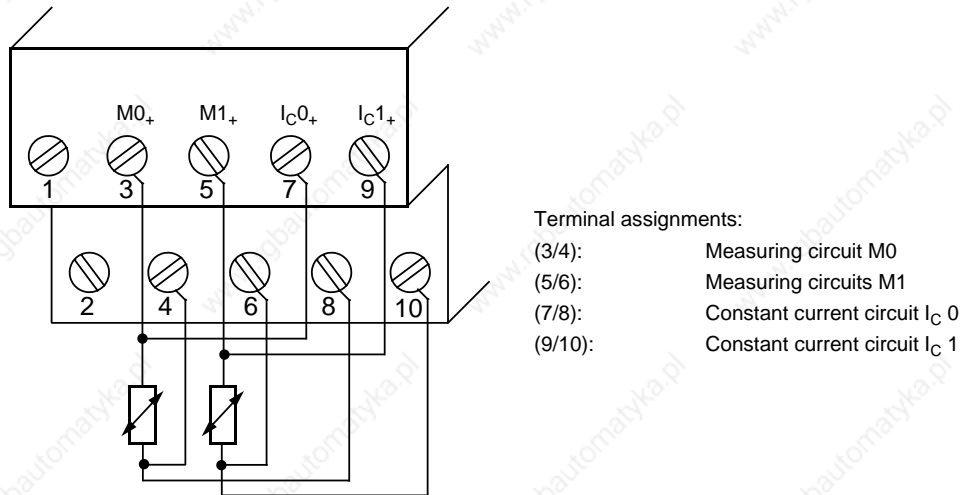 M0+ M1+ IC0+ IC1+
1 3 5 7 9
2 4 6 8 10
Terminal assignments:
(3/4): Measuring circuit M0
(5/6): Measuring circuits M1
(7/8): Constant current circuit IC 0
(9/10): Constant current circuit IC 1